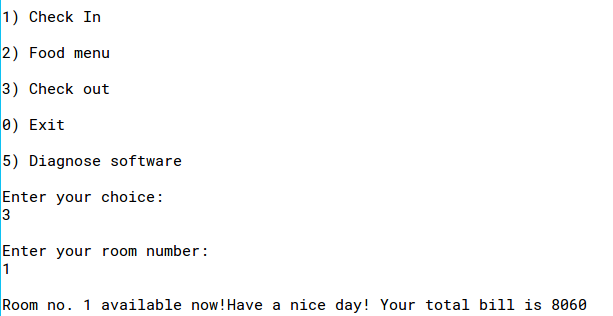 1) Check In
2) Food menu
3) Check out
0) Exit
5) Diagnose software
Enter your choice:
3
Enter your room number:
1
Room no. 1 available now!Have a nice day! Your total bill is 8060